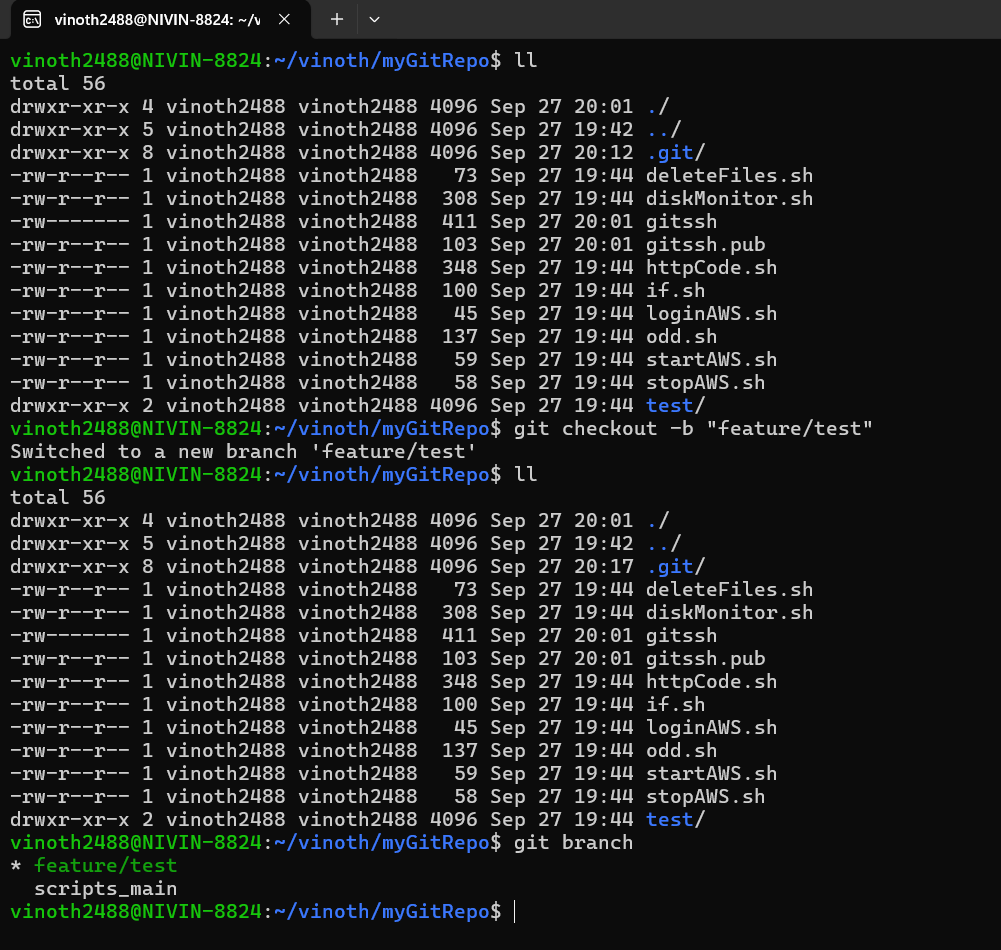 vinoth2488@NIVIN-8824: ~/v
vinoth2488@NIVIN-8824:~/vinoth/myGitRepo$ ll
total 56
drwxr-xr-x 4 vinoth2488 vinoth2488 4096 Sep 27 20:01 ./
drwxr-xr-x 5 vinoth2488 vinoth2488 4096 Sep 27 19:42 ../
drwxr-xr-x 8 vinoth2488 vinoth2488 4096 Sep 27 20:12 .git/
-rw-r--r-- 1 vinoth2488 vinoth2488   73 Sep 27 19:44 deleteFiles.sh
-rw-r--r-- 1 vinoth2488 vinoth2488  308 Sep 27 19:44 diskMonitor.sh
-rw------- 1 vinoth2488 vinoth2488  411 Sep 27 20:01 gitssh
-rw-r--r-- 1 vinoth2488 vinoth2488  103 Sep 27 20:01 gitssh.pub
-rw-r--r-- 1 vinoth2488 vinoth2488  348 Sep 27 19:44 httpCode.sh
-rw-r--r-- 1 vinoth2488 vinoth2488  100 Sep 27 19:44 if.sh
-rw-r--r-- 1 vinoth2488 vinoth2488   45 Sep 27 19:44 loginAWS.sh
-rw-r--r-- 1 vinoth2488 vinoth2488  137 Sep 27 19:44 odd.sh
-rw-r--r-- 1 vinoth2488 vinoth2488   59 Sep 27 19:44 startAWS.sh
-rw-r--r-- 1 vinoth2488 vinoth2488   58 Sep 27 19:44 stopAWS.sh
drwxr-xr-x 2 vinoth2488 vinoth2488 4096 Sep 27 19:44 test/
vinoth2488@NIVIN-8824:~/vinoth/myGitRepo$ git checkout -b "feature/test"
Switched to a new branch 'feature/test'
vinoth2488@NIVIN-8824:~/vinoth/myGitRepo$ ll
total 56
drwxr-xr-x 4 vinoth2488 vinoth2488 4096 Sep 27 20:01 ./
drwxr-xr-x 5 vinoth2488 vinoth2488 4096 Sep 27 19:42 ../
drwxr-xr-x 8 vinoth2488 vinoth2488 4096 Sep 27 20:17 .git/
-rw-r--r-- 1 vinoth2488 vinoth2488   73 Sep 27 19:44 deleteFiles.sh
-rw-r--r-- 1 vinoth2488 vinoth2488  308 Sep 27 19:44 diskMonitor.sh
-rw------- 1 vinoth2488 vinoth2488  411 Sep 27 20:01 gitssh
-rw-r--r-- 1 vinoth2488 vinoth2488  103 Sep 27 20:01 gitssh.pub
-rw-r--r-- 1 vinoth2488 vinoth2488  348 Sep 27 19:44 httpCode.sh
-rw-r--r-- 1 vinoth2488 vinoth2488  100 Sep 27 19:44 if.sh
-rw-r--r-- 1 vinoth2488 vinoth2488   45 Sep 27 19:44 loginAWS.sh
-rw-r--r-- 1 vinoth2488 vinoth2488  137 Sep 27 19:44 odd.sh
-rw-r--r-- 1 vinoth2488 vinoth2488   59 Sep 27 19:44 startAWS.sh
-rw-r--r-- 1 vinoth2488 vinoth2488   58 Sep 27 19:44 stopAWS.sh
drwxr-xr-x 2 vinoth2488 vinoth2488 4096 Sep 27 19:44 test/
vinoth2488@NIVIN-8824:~/vinoth/myGitRepo$ git branch
* feature/test
  scripts_main
vinoth2488@NIVIN-8824:~/vinoth/myGitRepo$